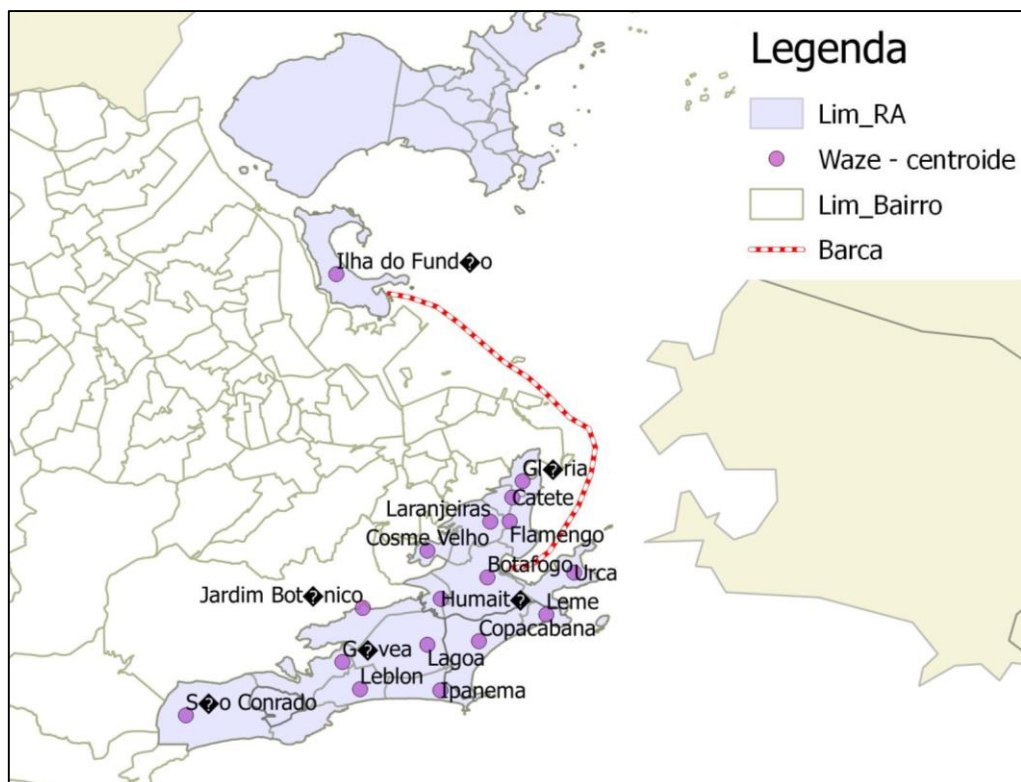 Legenda
Lim_RA
Waze - centroide
Lim_Bairro
Barca
Ilha do Fund�o
Gl�ria
Catete
Laranjeiras
Flamengo
Cosme Velho
Botafogo
Urca
Jardim Bot�nico
Humait�
Leme
Copacabana
G�vea
Lagoa
Leblon
Ipanema
S�o Conrado